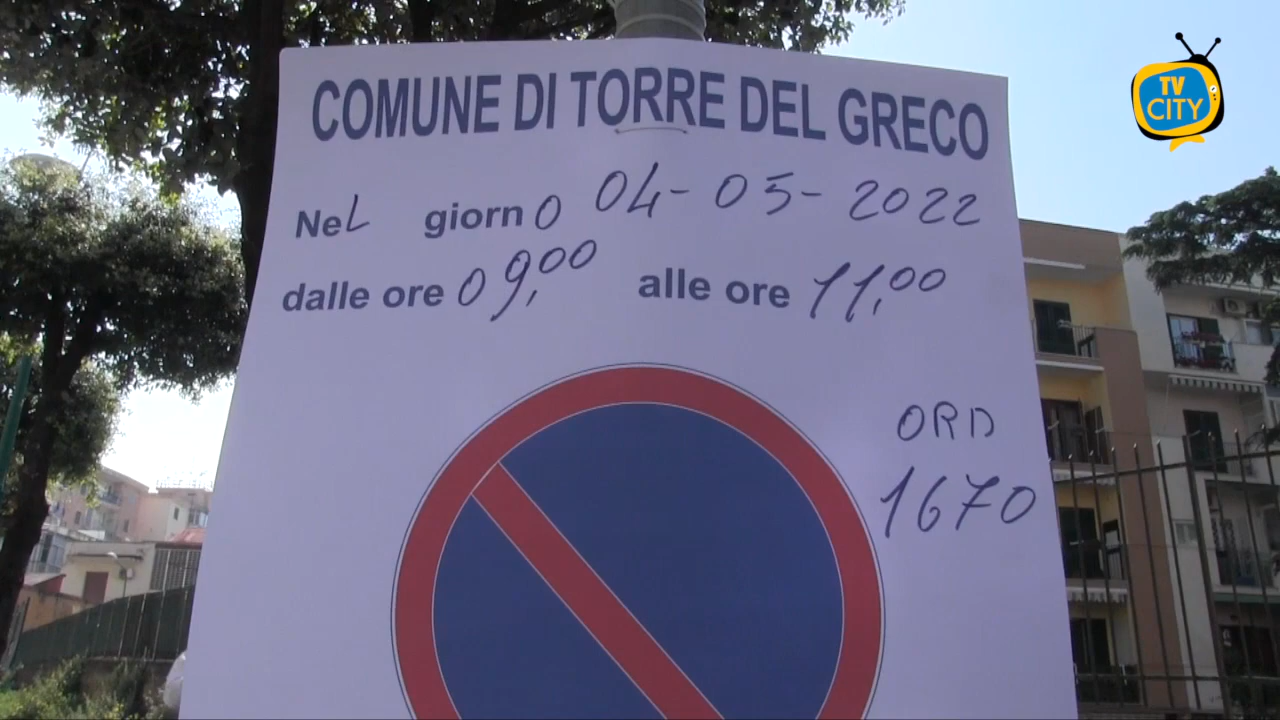 TV
CITY
COMUNE DI TORRE DEL GRECO
NeL giornO 04-05-2022
dalle ore 09,00 alle ore 11,00
ORD
1670